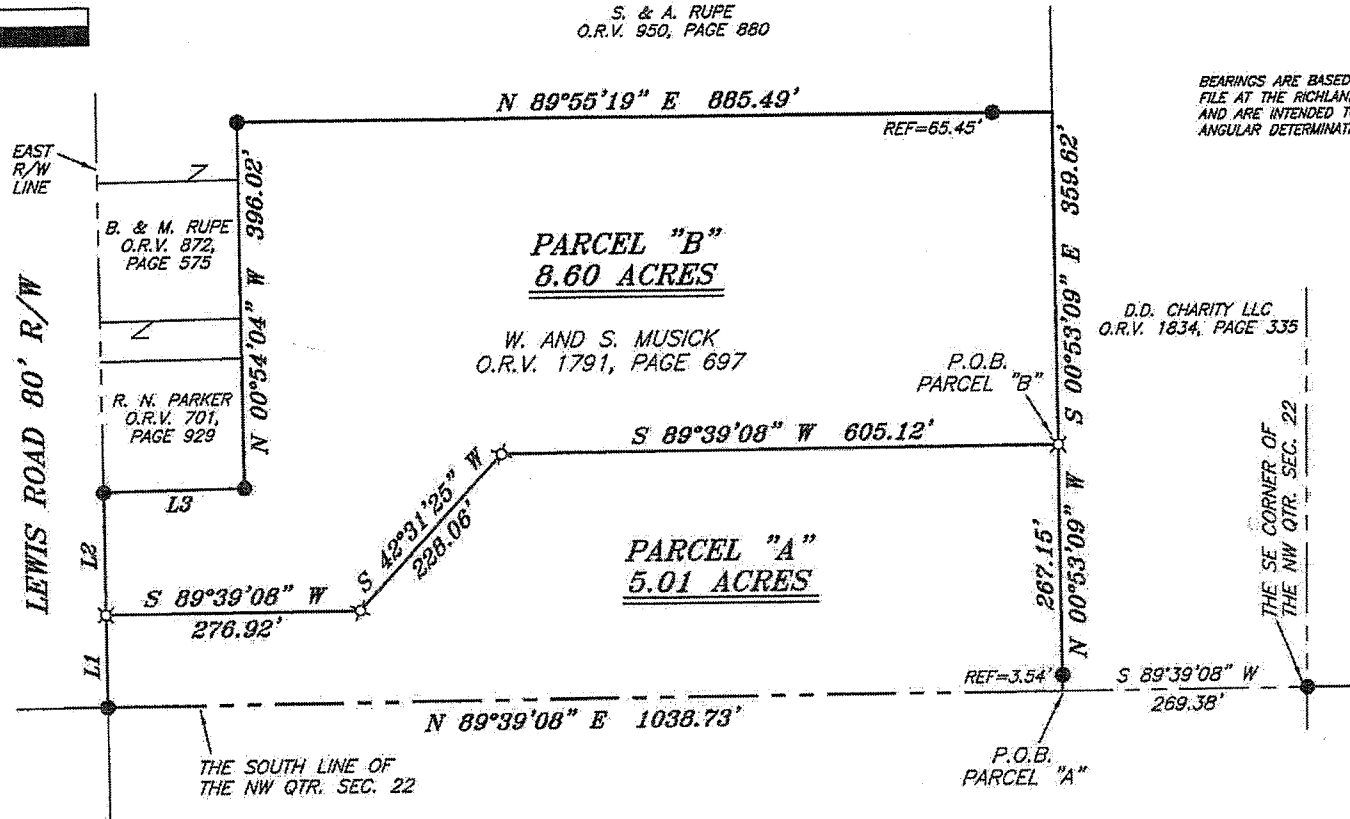 S. & A. RUPE
O.R.V. 950, PAGE 880
BEARINGS ARE BASED
FILE AT THE RICHLAN
AND ARE INTENDED T
ANGULAR DETERMINAT
N 89°55'19" E 885.49'
REF=65.45'
EAST
R/W
LINE
B. & M. RUPE
O.R.V. 872,
PAGE 575
N 00°54'04" W 396.02'
S 00°53'09" E 359.62'
PARCEL "B"
8.60 ACRES
W. AND S. MUSICK
O.R.V. 1791, PAGE 697
D.D. CHARITY LLC
O.R.V. 1834, PAGE 335
P.O.B.
PARCEL "B"
LEWIS ROAD 80' R/W
R. N. PARKER
O.R.V. 701,
PAGE 929
S 89°39'08" W 605.12'
L3
S 42°31'25" W
228.06'
L2
PARCEL "A"
5.01 ACRES
267.15'
N 00°53'09" W
THE SE CORNER OF
THE NW QTR. SEC. 22
S 89°39'08" W
276.92'
L1
REF=3.54'
S 89°39'08" W
269.38'
N 89°39'08" E 1038.73'
THE SOUTH LINE OF
THE NW QTR. SEC. 22
P.O.B.
PARCEL "A"